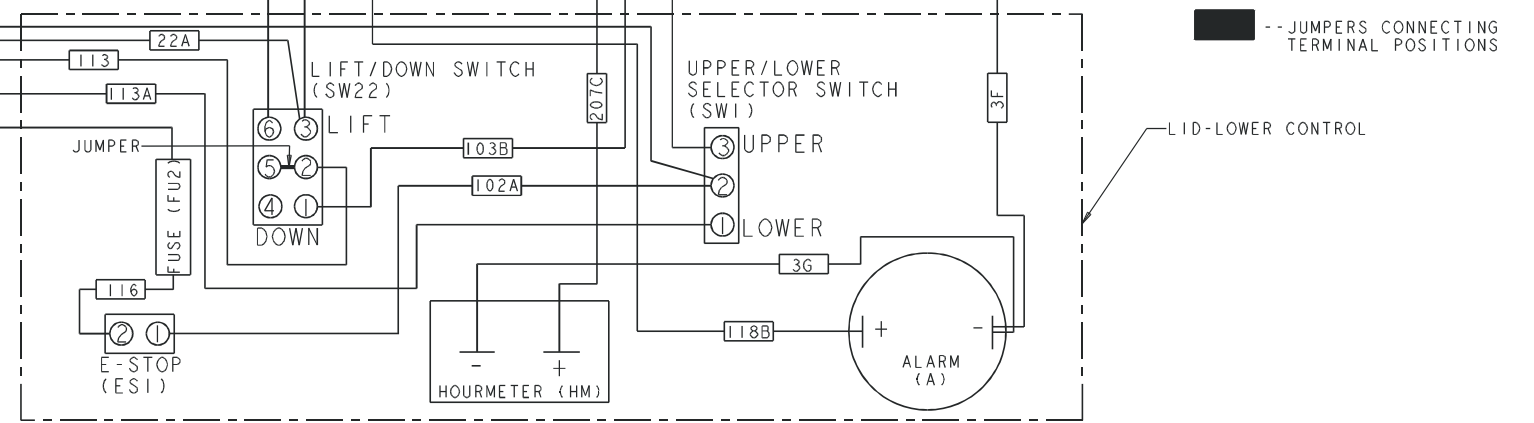 22A
113
113A
LIFT/DOWN SWITCH
(SW22)
6 3 LIFT
JUMPER
5 2
4 1
DOWN
FUSE (FU2)
116
2 1
E-STOP
(ES1)
103B
102A
207C
UPPER/LOWER
SELECTOR SWITCH
(SW1)
3 UPPER
2
1 LOWER
3F
3G
118B
- +
HOURMETER (HM)
+ -
ALARM
(A)
--JUMPERS CONNECTING
TERMINAL POSITIONS
LID-LOWER CONTROL